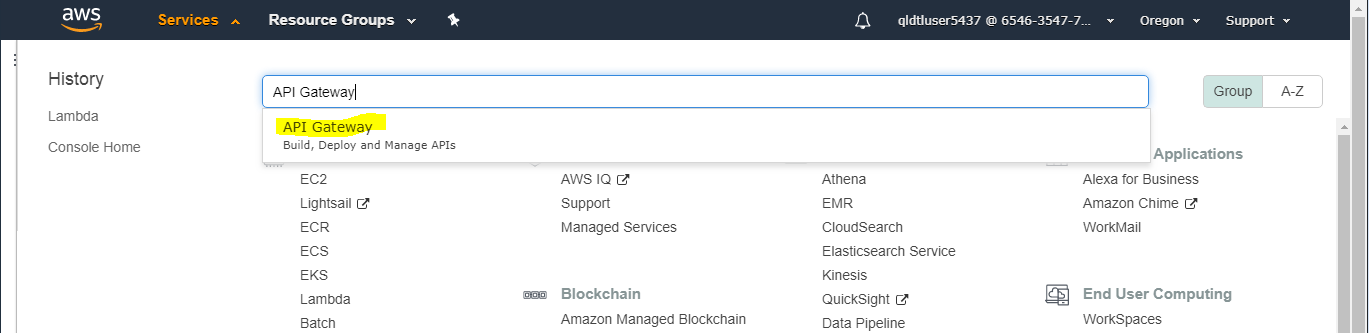 aws Services Resource Groups qldtluser5437 @ 6546-3547-7... Oregon Support
History
API Gateway
Group A-Z
Lambda
Console Home
API Gateway
Build, Deploy and Manage APIs
EC2
Lightsail
ECR
ECS
EKS
Lambda
Batch
AWS IQ
Support
Managed Services
Blockchain
Amazon Managed Blockchain
Athena
EMR
CloudSearch
Elasticsearch Service
Kinesis
QuickSight
Data Pipeline
Applications
Alexa for Business
Amazon Chime
WorkMail
End User Computing
WorkSpaces